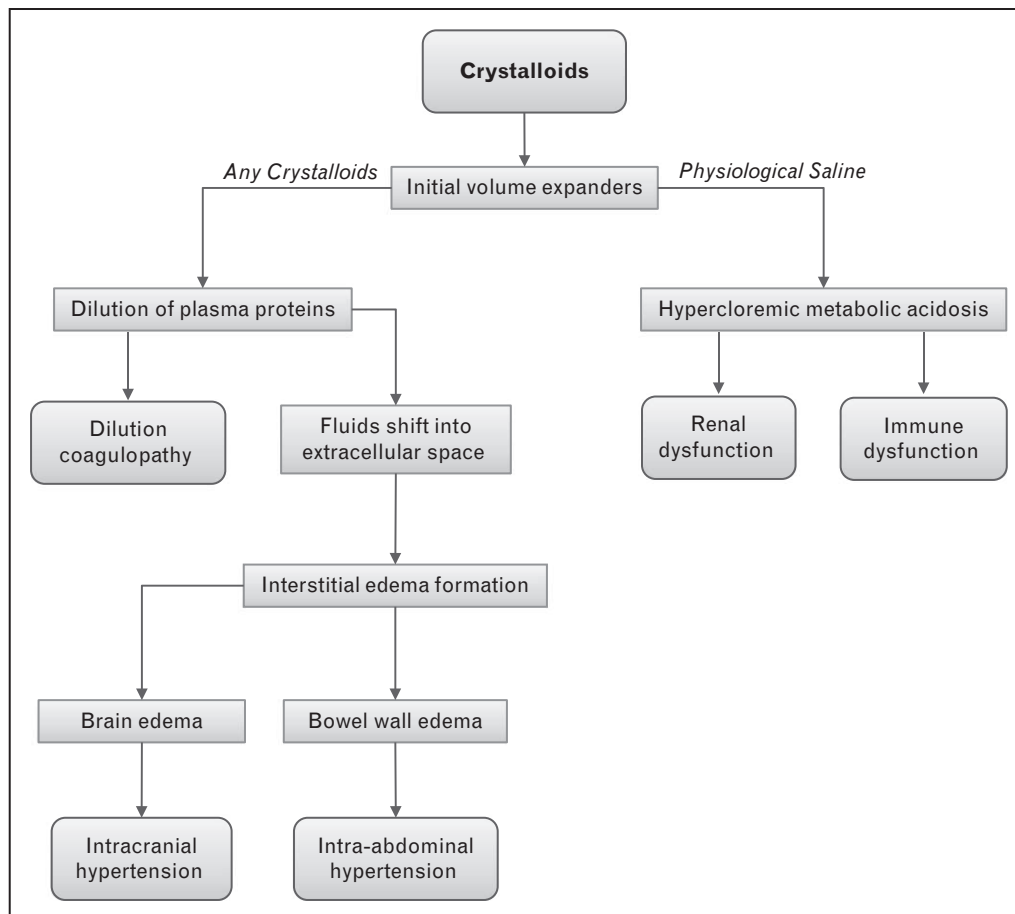 Crystalloids
Any Crystalloids
Physiological Saline
Initial volume expanders
Dilution of plasma proteins
Hypercloremic metabolic acidosis
Dilution
coagulopathy
Fluids shift into
extracellular space
Renal
dysfunction
Immune
dysfunction
Interstitial edema formation
Brain edema
Bowel wall edema
Intracranial
hypertension
Intra-abdominal
hypertension